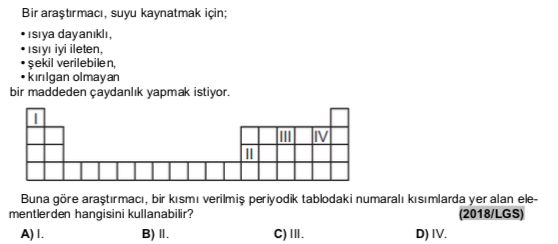 Bir araştırmacı, suyu kaynatmak için;
• ısıya dayanıklı,
• ısıyı iyi ileten,
• şekil verilebilen,
• kırılgan olmayan
bir maddeden çaydanlık yapmak istiyor.
I
III IV
II
Buna göre araştırmacı, bir kısmı verilmiş periyodik tablodaki numaralı kısımlarda yer alan ele-
mentlerden hangisini kullanabilir? (2018/LGS)
A) I. B) II. C) III. D) IV.